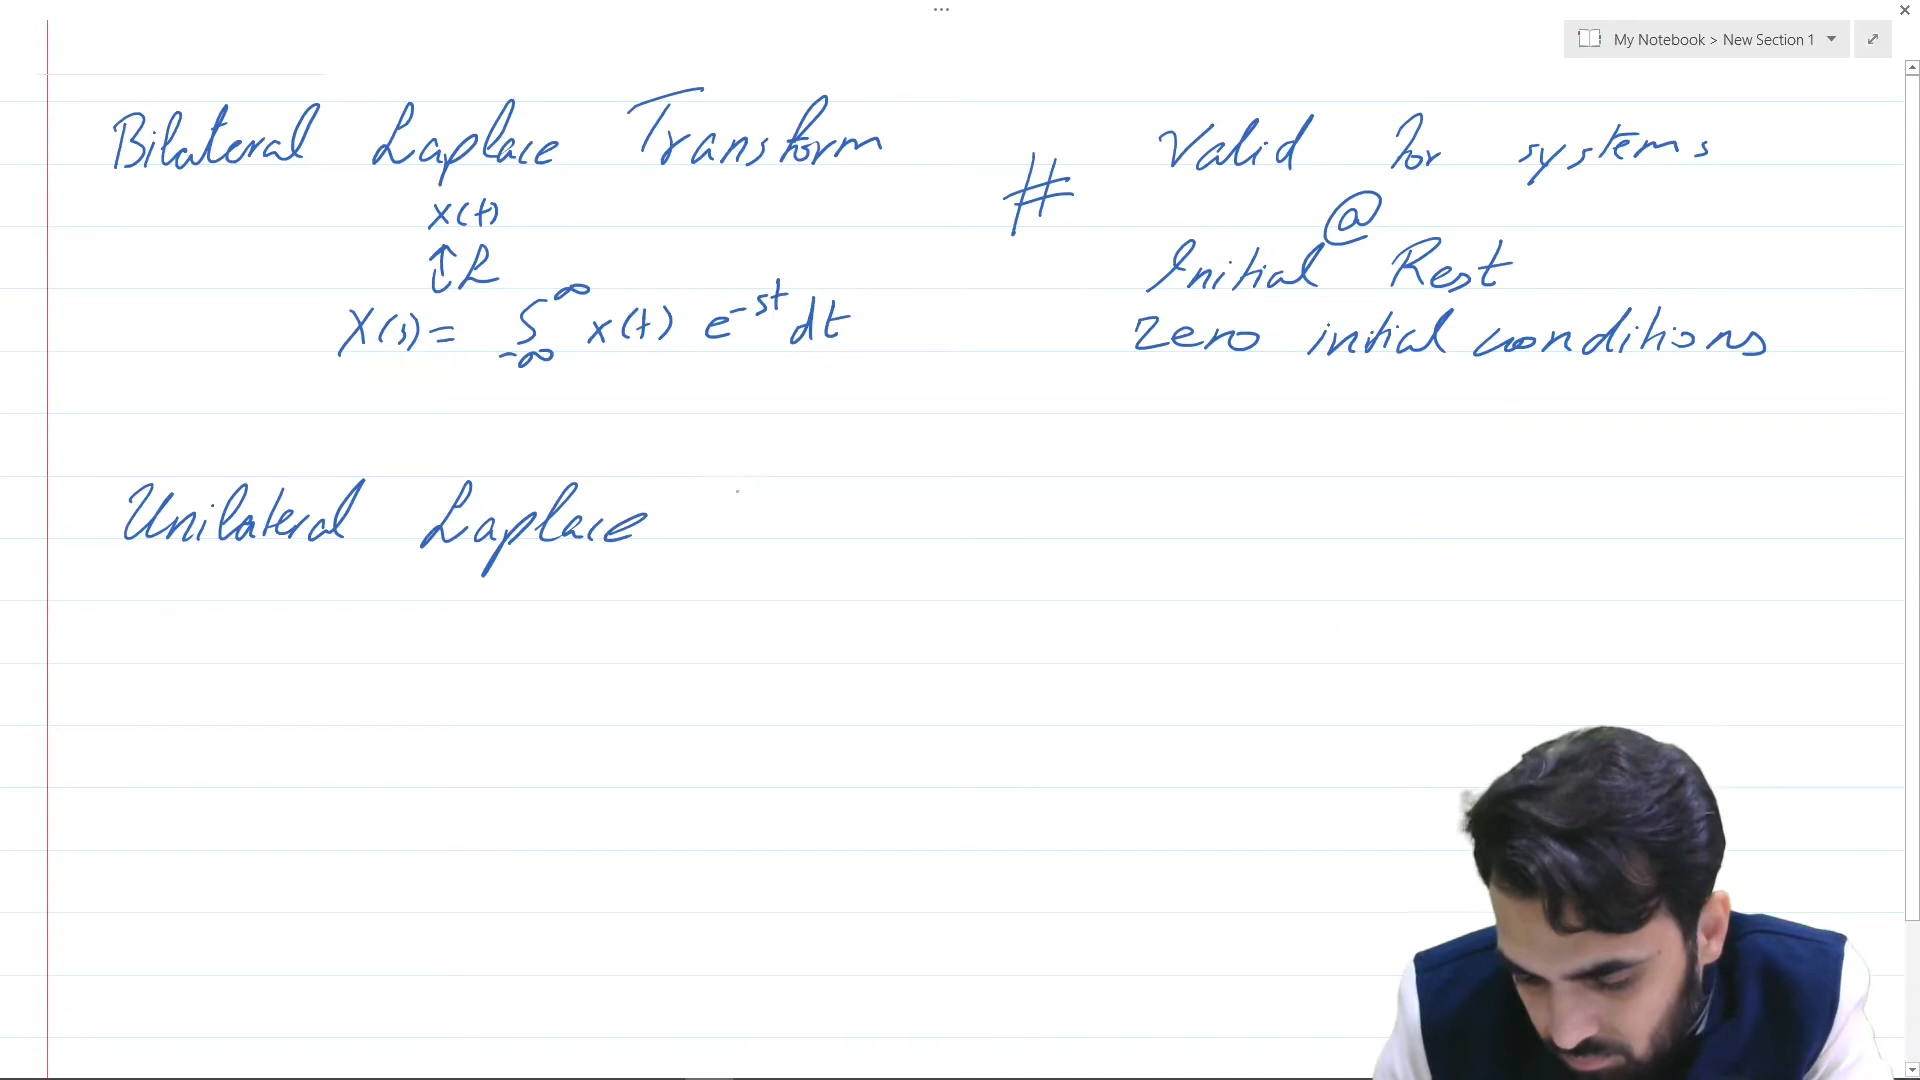 My Notebook > New Section 1
Bilateral Laplace Transform
x(t)
↕ L
X(s) = ∫_{-∞}^{∞} x(t) e^{-st} dt
#
Valid for systems
@
Initial Rest
Zero initial conditions
Unilateral Laplace